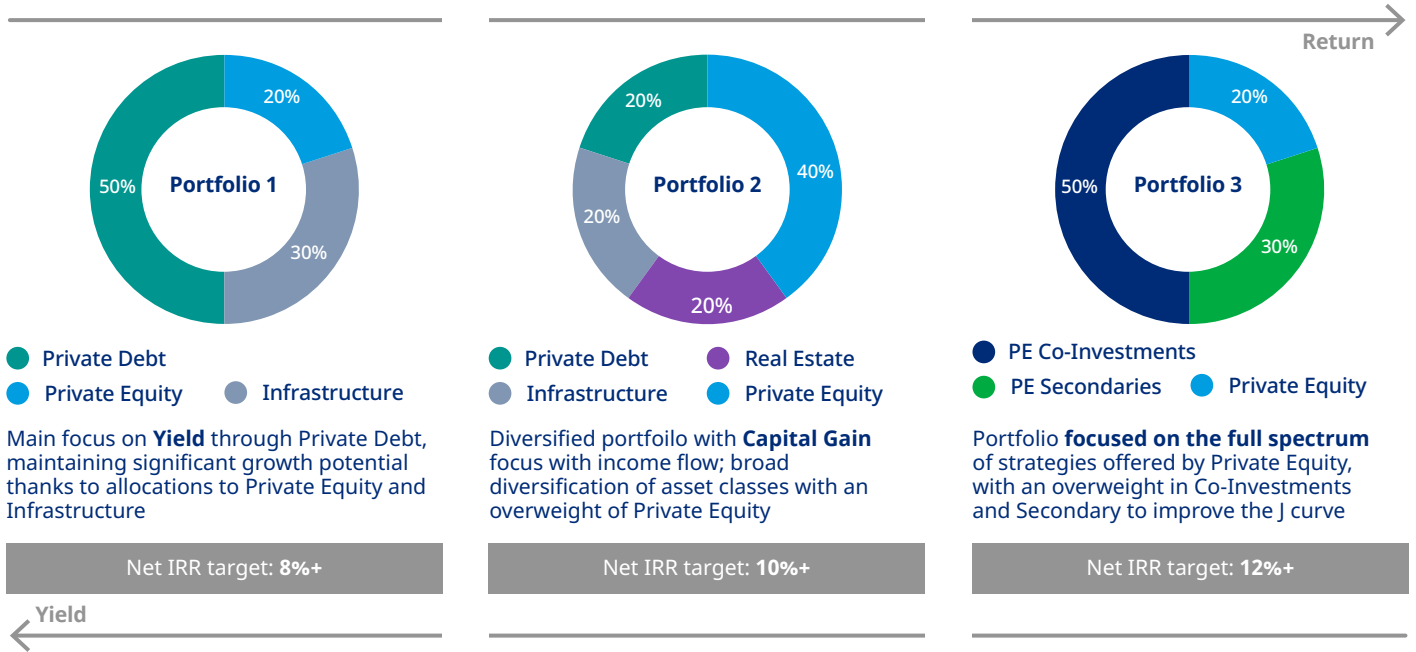 Return
20%
50%
Portfolio 1
30%
Private Debt
Private Equity
Infrastructure
Main focus on Yield through Private Debt,
maintaining significant growth potential
thanks to allocations to Private Equity and
Infrastructure
Net IRR target: 8%+
20%
40%
Portfolio 2
20%
20%
Private Debt
Real Estate
Infrastructure
Private Equity
Diversified portfoilo with Capital Gain
focus with income flow; broad
diversification of asset classes with an
overweight of Private Equity
Net IRR target: 10%+
20%
50%
Portfolio 3
30%
PE Co-Investments
PE Secondaries
Private Equity
Portfolio focused on the full spectrum
of strategies offered by Private Equity,
with an overweight in Co-Investments
and Secondary to improve the J curve
Net IRR target: 12%+
Yield